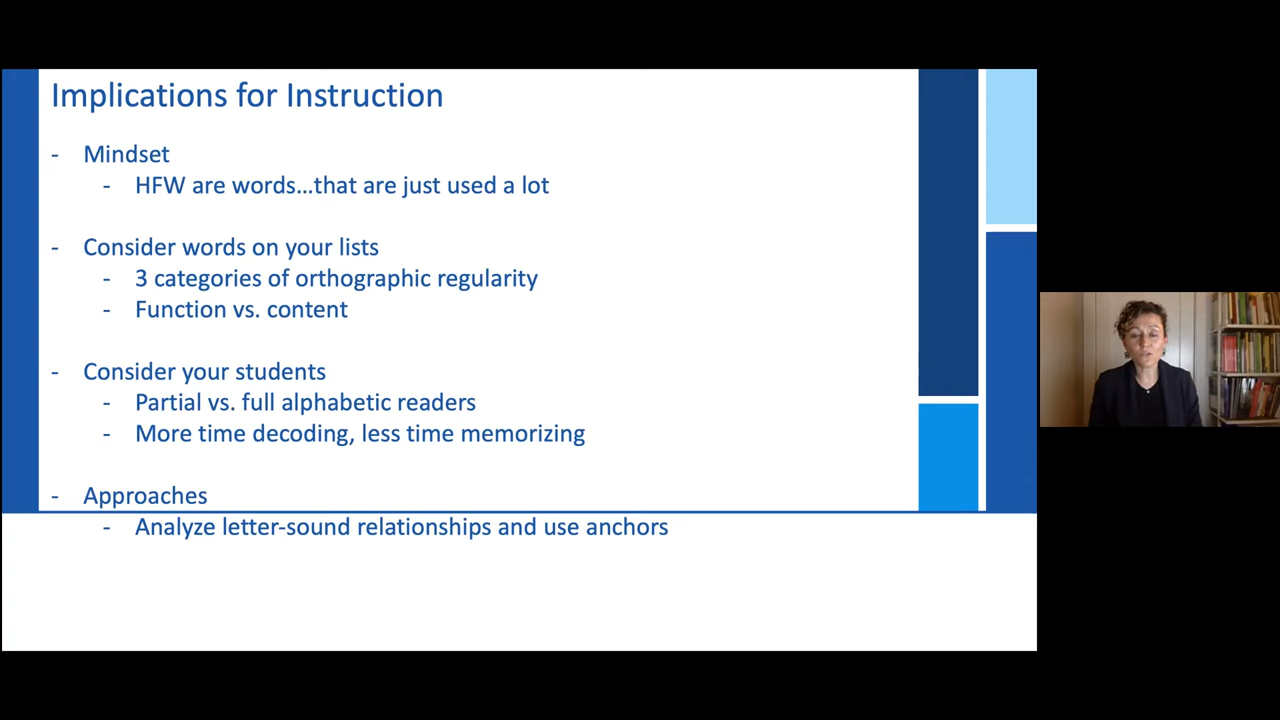 Implications for Instruction
- Mindset
- HFW are words...that are just used a lot
- Consider words on your lists
- 3 categories of orthographic regularity
- Function vs. content
- Consider your students
- Partial vs. full alphabetic readers
- More time decoding, less time memorizing
- Approaches
- Analyze letter-sound relationships and use anchors